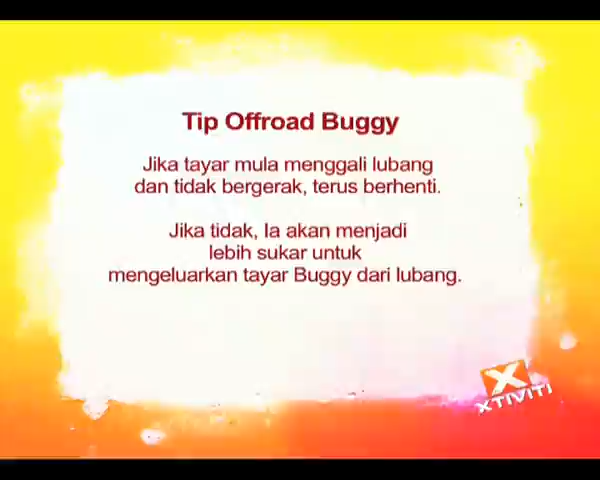 Tip Offroad Buggy
Jika tayar mula menggali lubang
dan tidak bergerak, terus berhenti.
Jika tidak, Ia akan menjadi
lebih sukar untuk
mengeluarkan tayar Buggy dari lubang.
X
XTIVITI